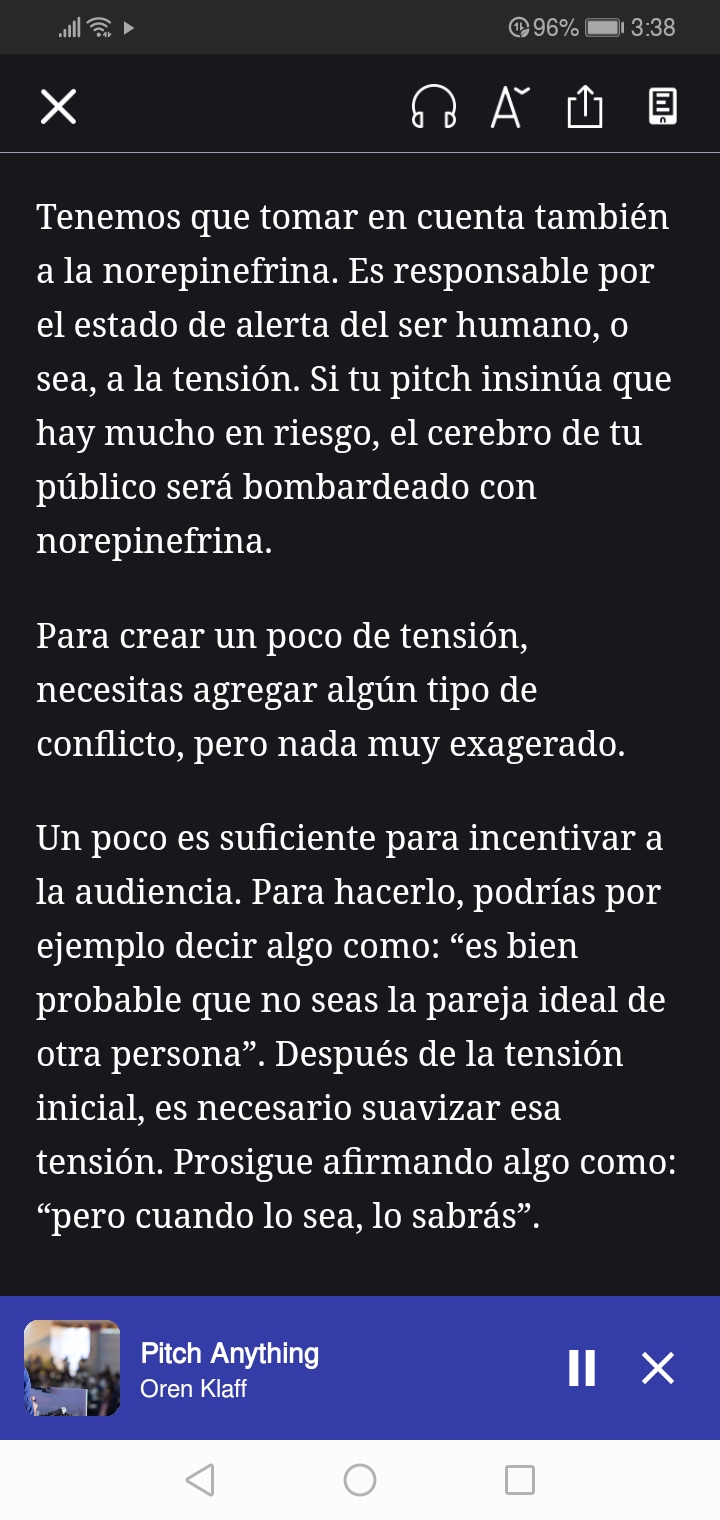 96% 3:38
Tenemos que tomar en cuenta también
a la norepinefrina. Es responsable por
el estado de alerta del ser humano, o
sea, a la tensión. Si tu pitch insinúa que
hay mucho en riesgo, el cerebro de tu
público será bombardeado con
norepinefrina.
Para crear un poco de tensión,
necesitas agregar algún tipo de
conflicto, pero nada muy exagerado.
Un poco es suficiente para incentivar a
la audiencia. Para hacerlo, podrías por
ejemplo decir algo como: “es bien
probable que no seas la pareja ideal de
otra persona”. Después de la tensión
inicial, es necesario suavizar esa
tensión. Prosigue afirmando algo como:
“pero cuando lo sea, lo sabrás”.
Pitch Anything
Oren Klaff